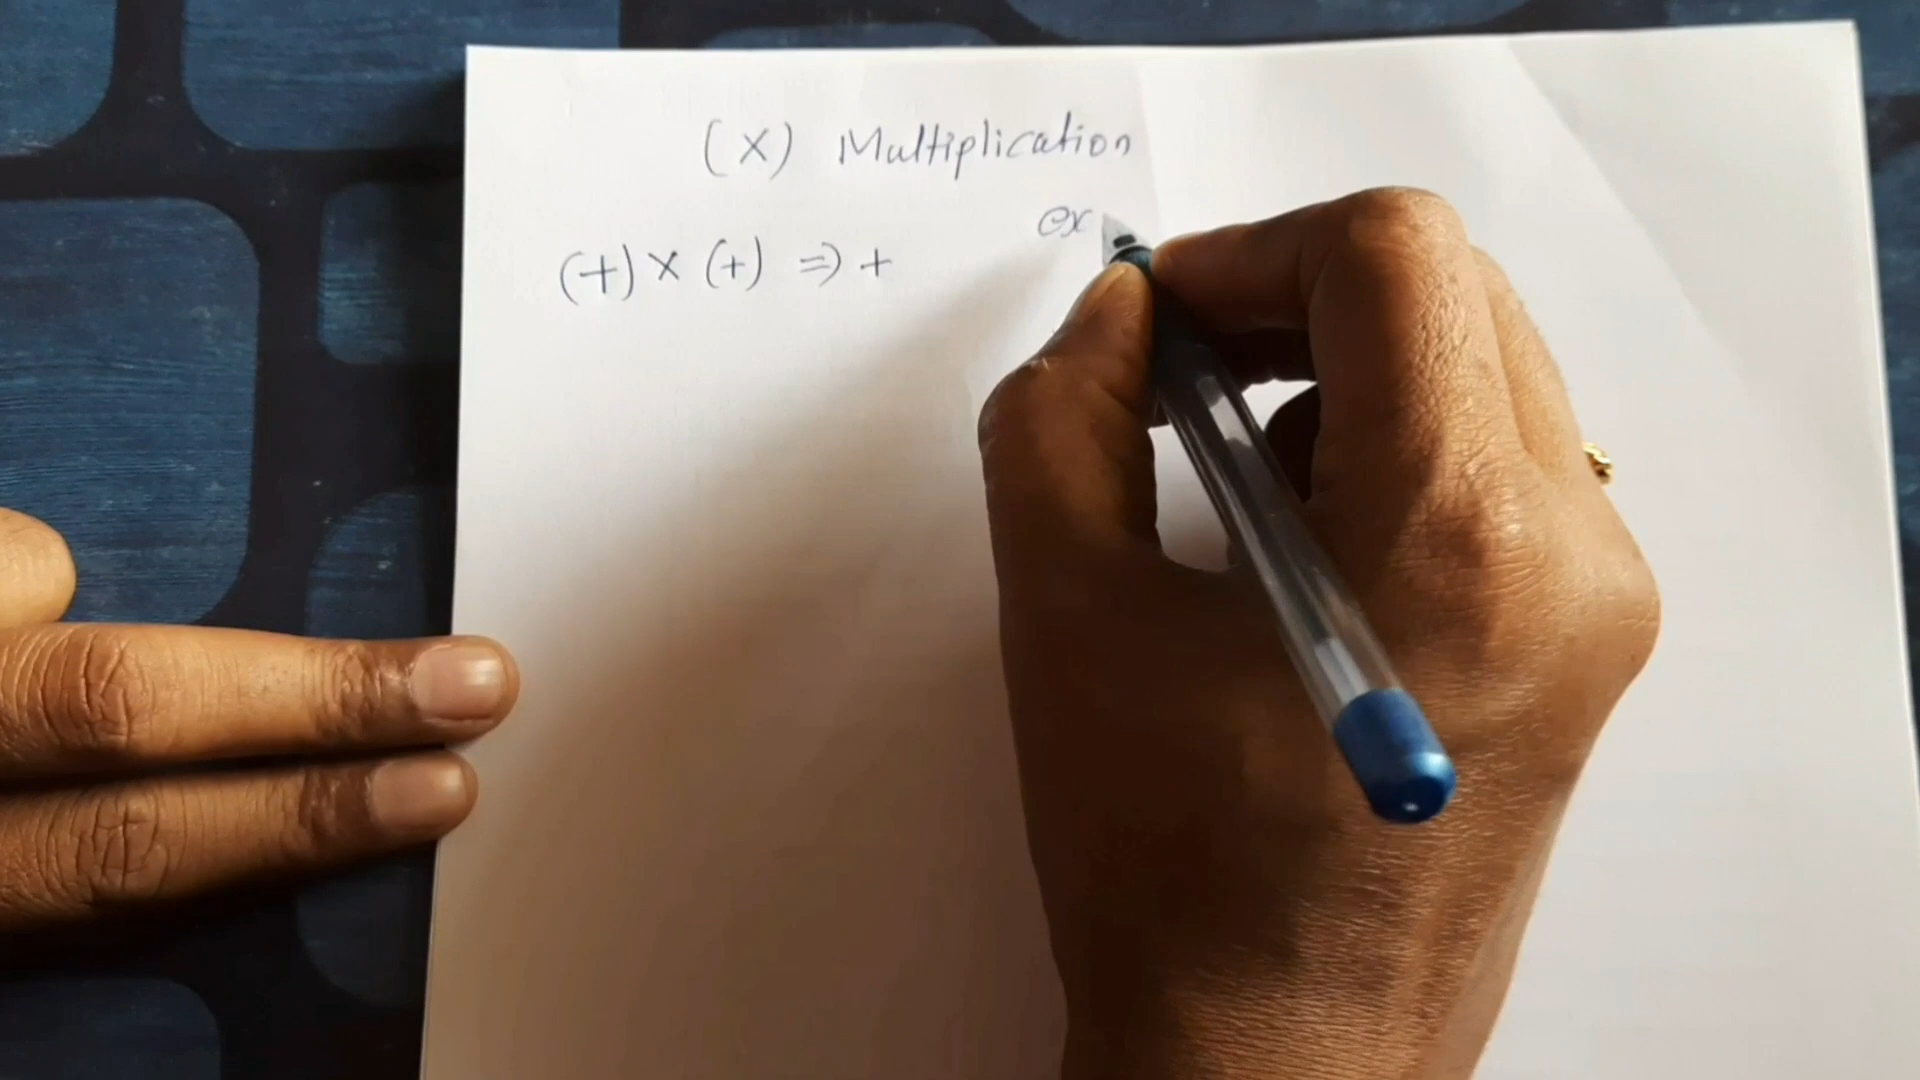 (×) Multiplication
ex
(+) × (+) ⇒ +